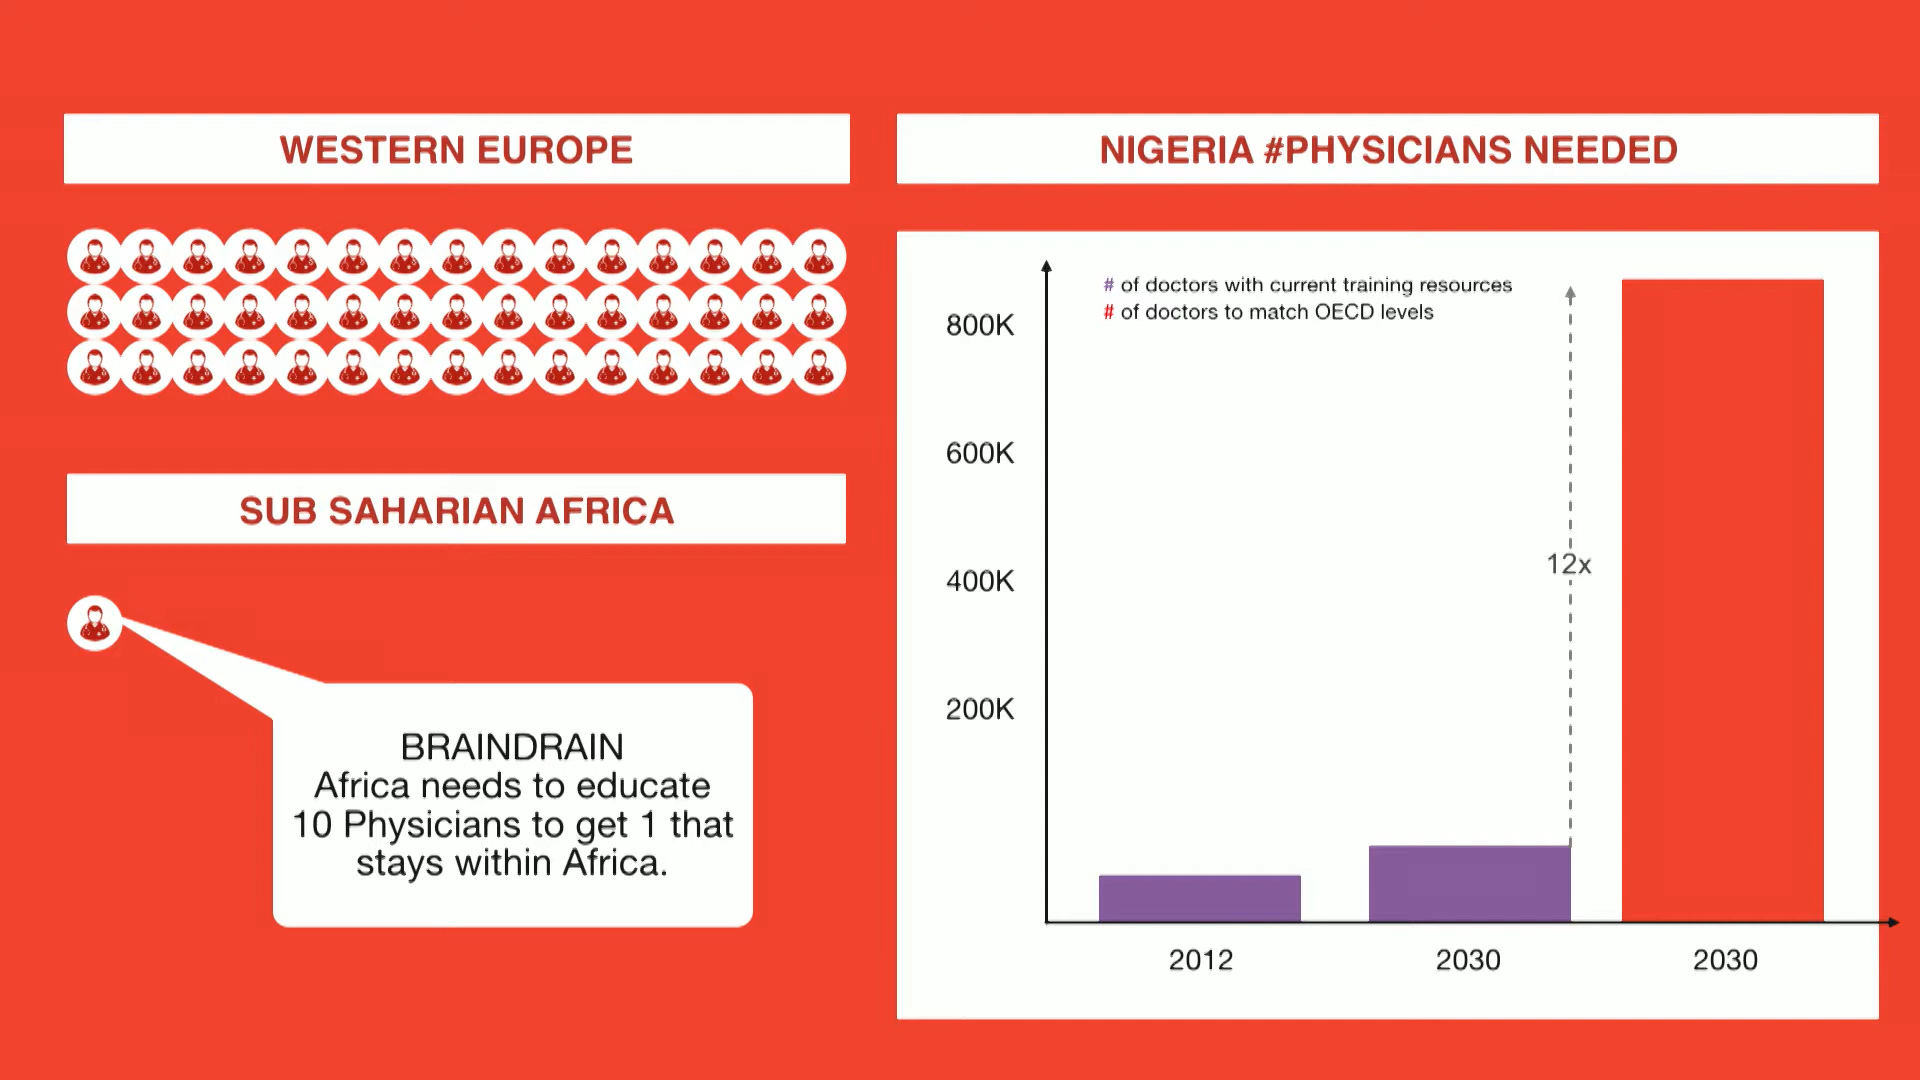 WESTERN EUROPE
SUB SAHARIAN AFRICA
BRAINDRAIN
Africa needs to educate
10 Physicians to get 1 that
stays within Africa.
NIGERIA #PHYSICIANS NEEDED
# of doctors with current training resources
# of doctors to match OECD levels
800K
600K
400K
200K
12x
2012
2030
2030